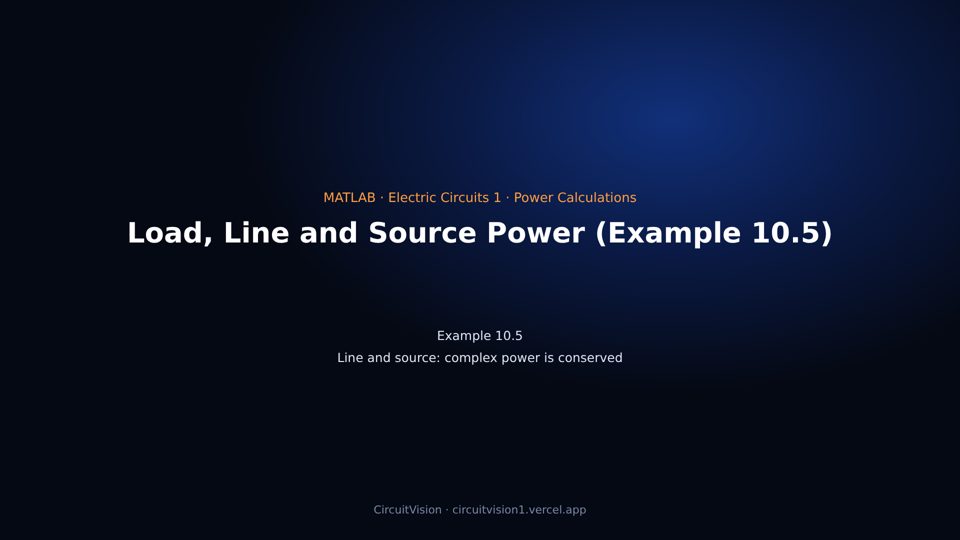 MATLAB · Electric Circuits 1 · Power Calculations
Load, Line and Source Power (Example 10.5)
Example 10.5
Line and source: complex power is conserved
CircuitVision · circuitvision1.vercel.app